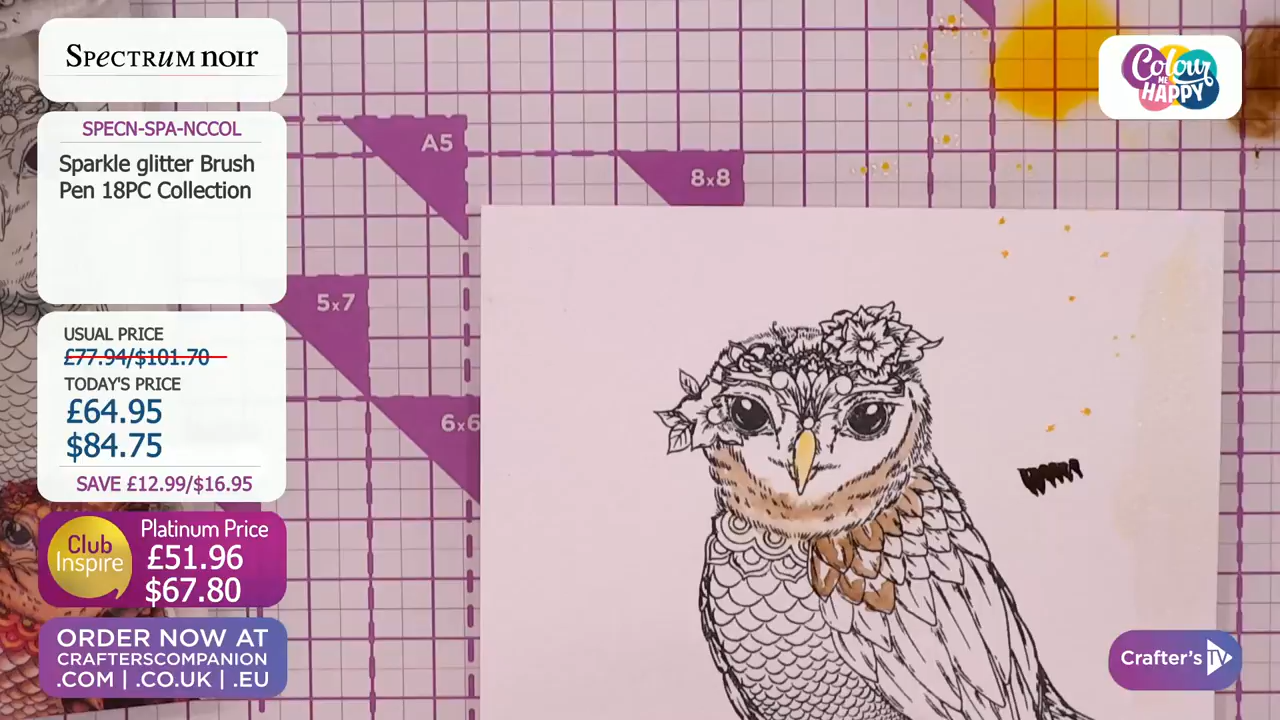 SPECTRUM NOIR
SPECN-SPA-NCCOL
Sparkle glitter Brush
Pen 18PC Collection
USUAL PRICE
£77.94/$101.70
TODAY'S PRICE
£64.95
$84.75
SAVE £12.99/$16.95
Club
Inspire
Platinum Price
£51.96
$67.80
ORDER NOW AT
CRAFTERSCOMPANION
.COM | .CO.UK | .EU
A5
8x8
5x7
6x6
Colour
ME
HAPPY
Crafter's TV